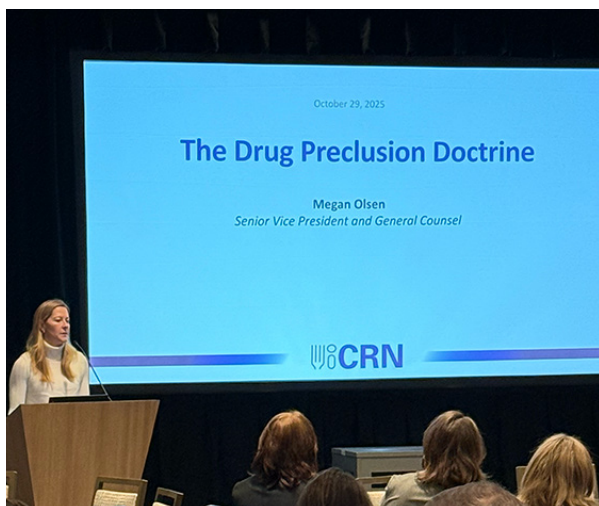 October 29, 2025
The Drug Preclusion Doctrine
Megan Olsen
Senior Vice President and General Counsel
CRN